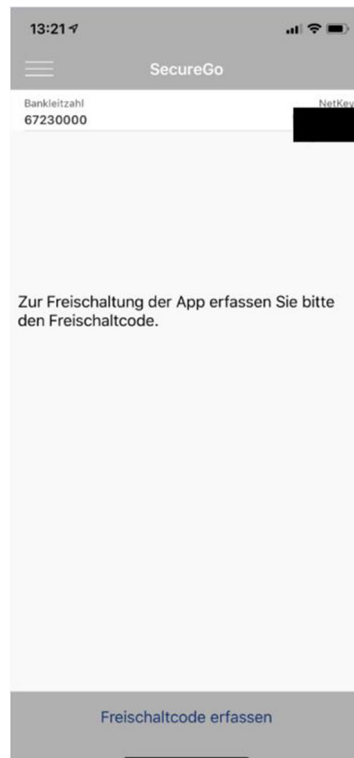 13:21
SecureGo
Bankleitzahl NetKey
67230000
Zur Freischaltung der App erfassen Sie bitte
den Freischaltcode.
Freischaltcode erfassen